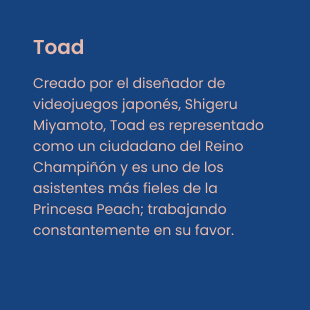 Toad
Creado por el diseñador de
videojuegos japonés, Shigeru
Miyamoto, Toad es representado
como un ciudadano del Reino
Champiñón y es uno de los
asistentes más fieles de la
Princesa Peach; trabajando
constantemente en su favor.